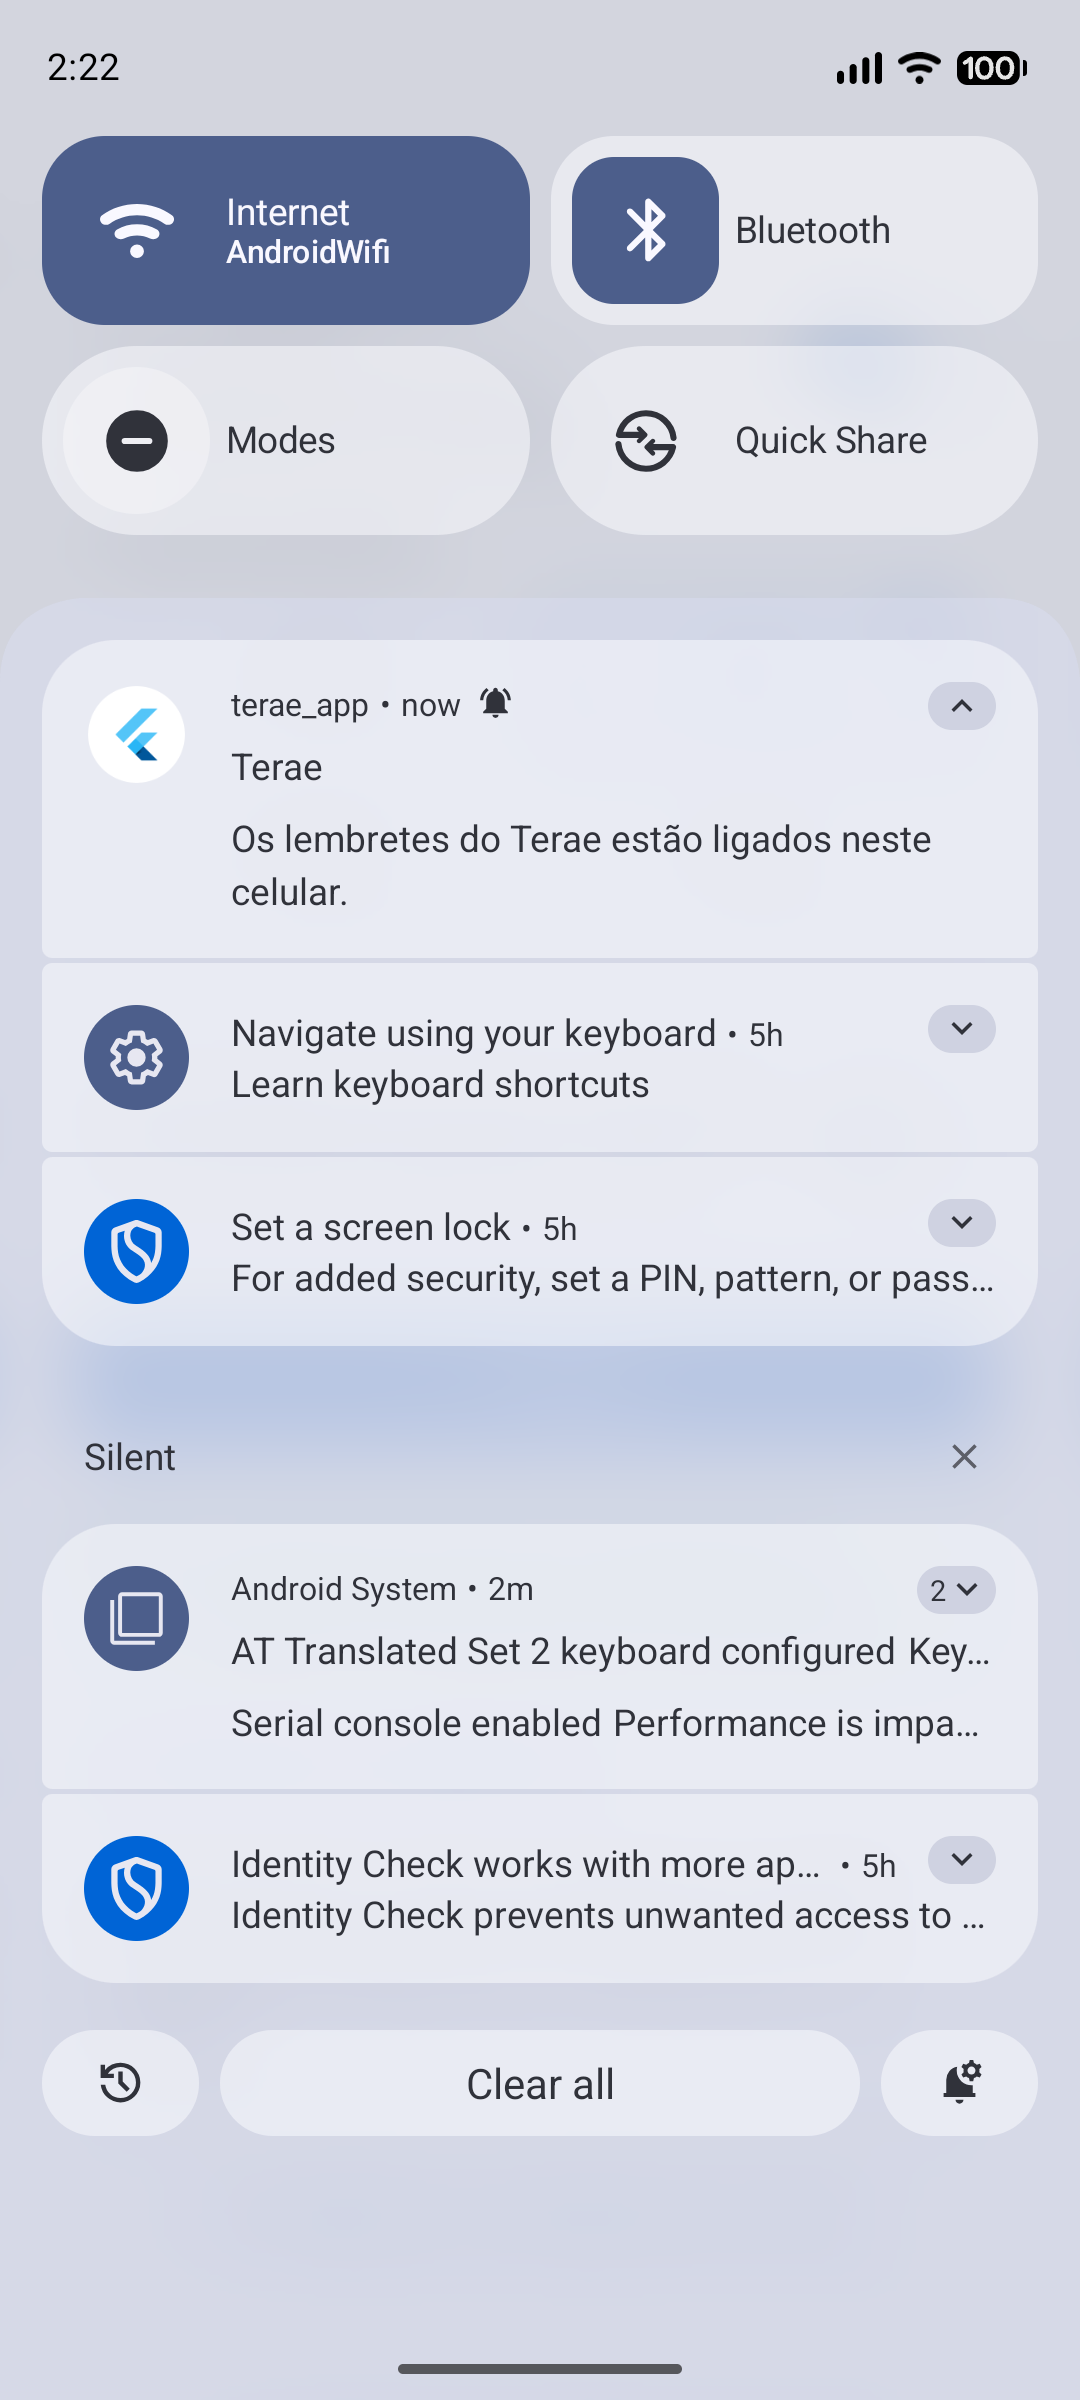 2:22
100
Internet
AndroidWifi
Bluetooth
Modes
Quick Share
terae_app • now
Terae
Os lembretes do Terae estão ligados neste
celular.
Navigate using your keyboard • 5h
Learn keyboard shortcuts
Set a screen lock • 5h
For added security, set a PIN, pattern, or pass…
Silent
Android System • 2m
2
AT Translated Set 2 keyboard configured Key…
Serial console enabled Performance is impa…
Identity Check works with more ap… • 5h
Identity Check prevents unwanted access to …
Clear all